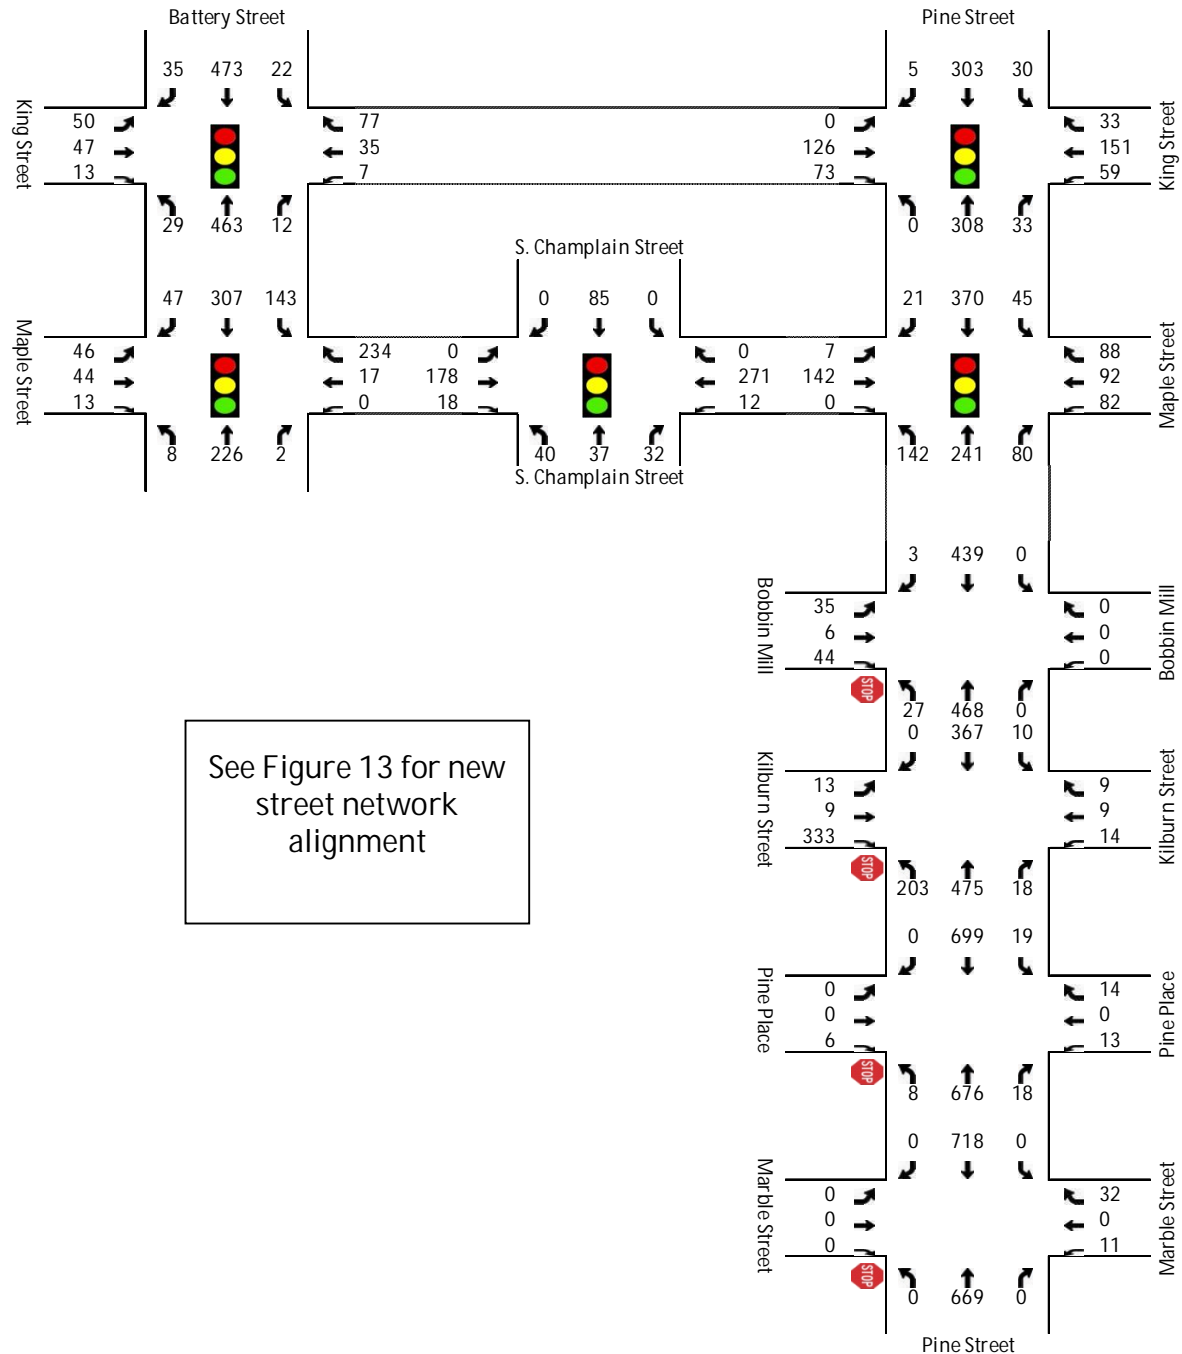 Battery Street Pine Street
35 473 22 5 303 30
King Street 50 77 0 33 King Street
47 35 126 151
13 7 73 59
29 463 12 0 308 33
S. Champlain Street
47 307 143 0 85 0 21 370 45
Maple Street 46 234 0 0 7 88 Maple Street
44 17 178 271 142 92
13 0 18 12 0 82
8 226 2 40 37 32 142 241 80
S. Champlain Street
3 439 0
Bobbin Mill 35 0 Bobbin Mill
6 0
44 0
STOP
27 468 0
0 367 10
Kilburn Street 13 9 Kilburn Street
9 9
333 14
STOP
203 475 18
See Figure 13 for new
street network
alignment
0 699 19
Pine Place 0 14 Pine Place
0 0
6 13
STOP
8 676 18
0 718 0
Marble Street 0 32 Marble Street
0 0
0 11
STOP
0 669 0
Pine Street